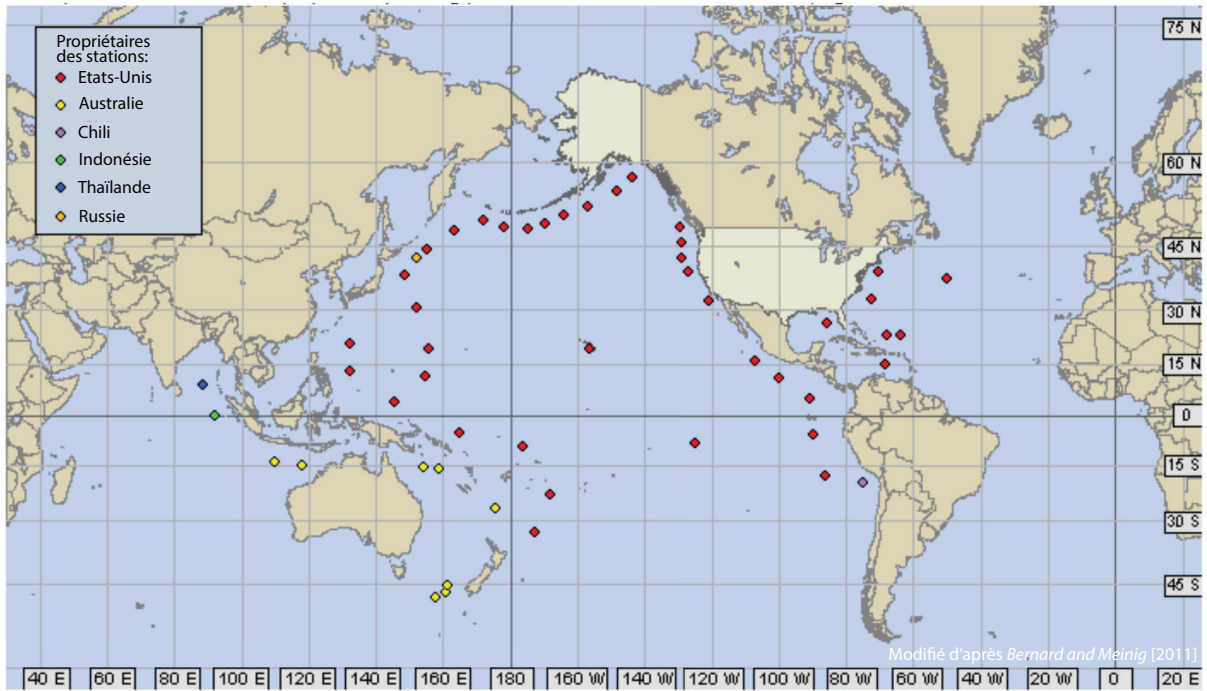 Propriétaires
des stations:
Etats-Unis
Australie
Chili
Indonésie
Thaïlande
Russie
75 N
60 N
45 N
30 N
15 N
0
15 S
30 S
45 S
Modifié d'après Bernard and Meinig [2011]
40 E 60 E 80 E 100 E 120 E 140 E 160 E 180 160 W 140 W 120 W 100 W 80 W 60 W 40 W 20 W 0 20 E